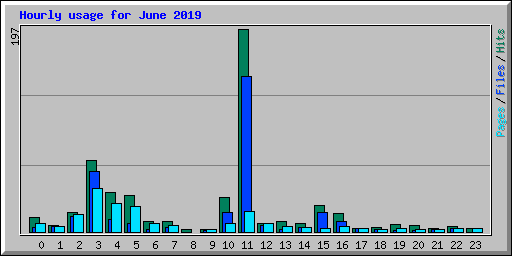 Hourly usage for June 2019
197
Pages / Files / Hits
0 1 2 3 4 5 6 7 8 9 10 11 12 13 14 15 16 17 18 19 20 21 22 23